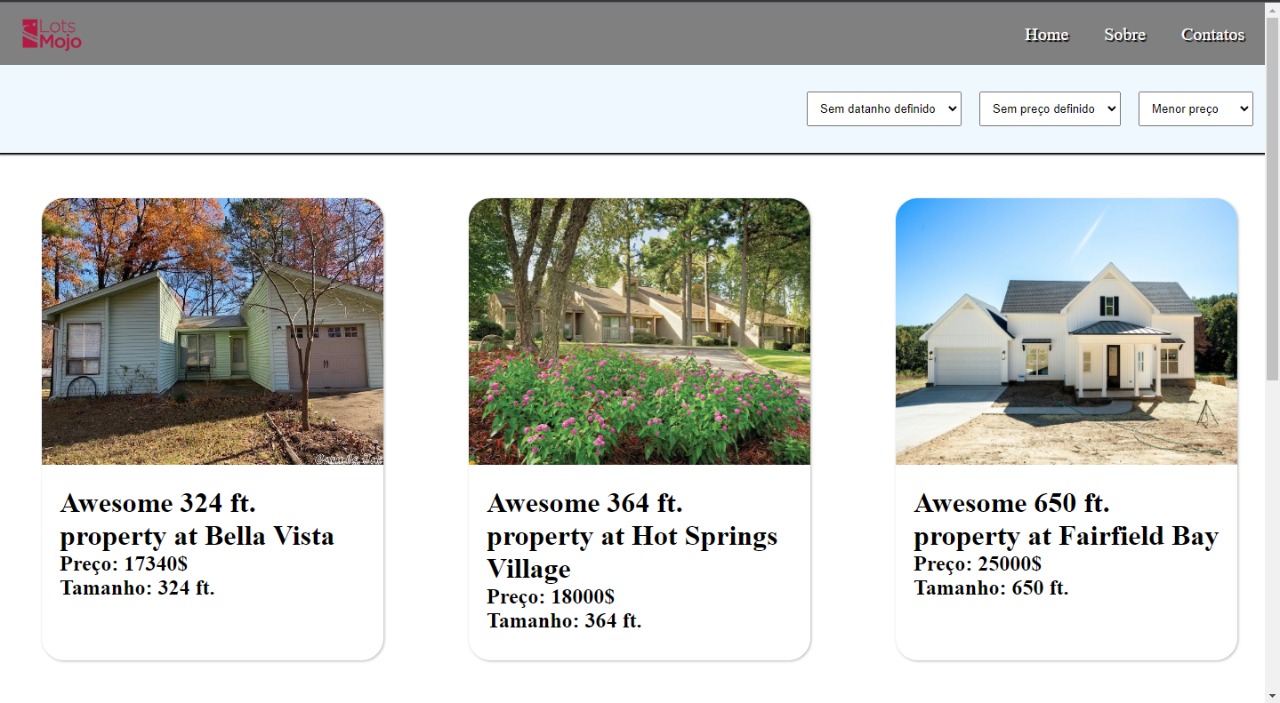 Lots
Mojo
Home Sobre Contatos
Sem datanho definido Sem preço definido Menor preço
Awesome 324 ft.
property at Bella Vista
Preço: 17340$
Tamanho: 324 ft.
Awesome 364 ft.
property at Hot Springs
Village
Preço: 18000$
Tamanho: 364 ft.
Awesome 650 ft.
property at Fairfield Bay
Preço: 25000$
Tamanho: 650 ft.